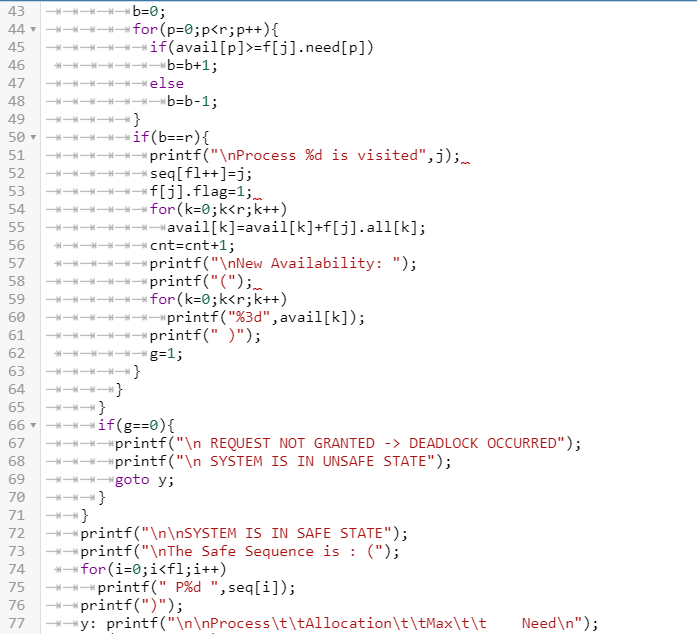 43 b=0;
44 for(p=0;p<r;p++){
45 if(avail[p]>=f[j].need[p])
46 b=b+1;
47 else
48 b=b-1;
49 }
50 if(b==r){
51 printf("\nProcess %d is visited",j);
52 seq[fl++]=j;
53 f[j].flag=1;
54 for(k=0;k<r;k++)
55 avail[k]=avail[k]+f[j].all[k];
56 cnt=cnt+1;
57 printf("\nNew Availability: ");
58 printf("(");
59 for(k=0;k<r;k++)
60 printf("%3d",avail[k]);
61 printf(" )");
62 g=1;
63 }
64 }
65 }
66 if(g==0){
67 printf("\n REQUEST NOT GRANTED -> DEADLOCK OCCURRED");
68 printf("\n SYSTEM IS IN UNSAFE STATE");
69 goto y;
70 }
71 }
72 printf("\n\nSYSTEM IS IN SAFE STATE");
73 printf("\nThe Safe Sequence is : (");
74 for(i=0;i<fl;i++)
75 printf(" P%d ",seq[i]);
76 printf(")");
77 y: printf("\n\nProcess\t\tAllocation\t\tMax\t\t    Need\n");